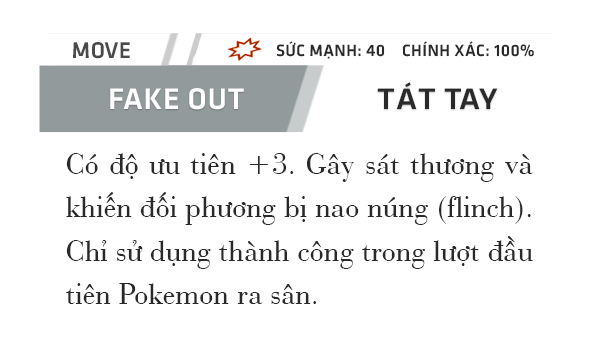 MOVE
SỨC MẠNH: 40 CHÍNH XÁC: 100%
FAKE OUT
TÁT TAY
Có độ ưu tiên +3. Gây sát thương và
khiến đối phương bị nao núng (flinch).
Chỉ sử dụng thành công trong lượt đầu
tiên Pokemon ra sân.